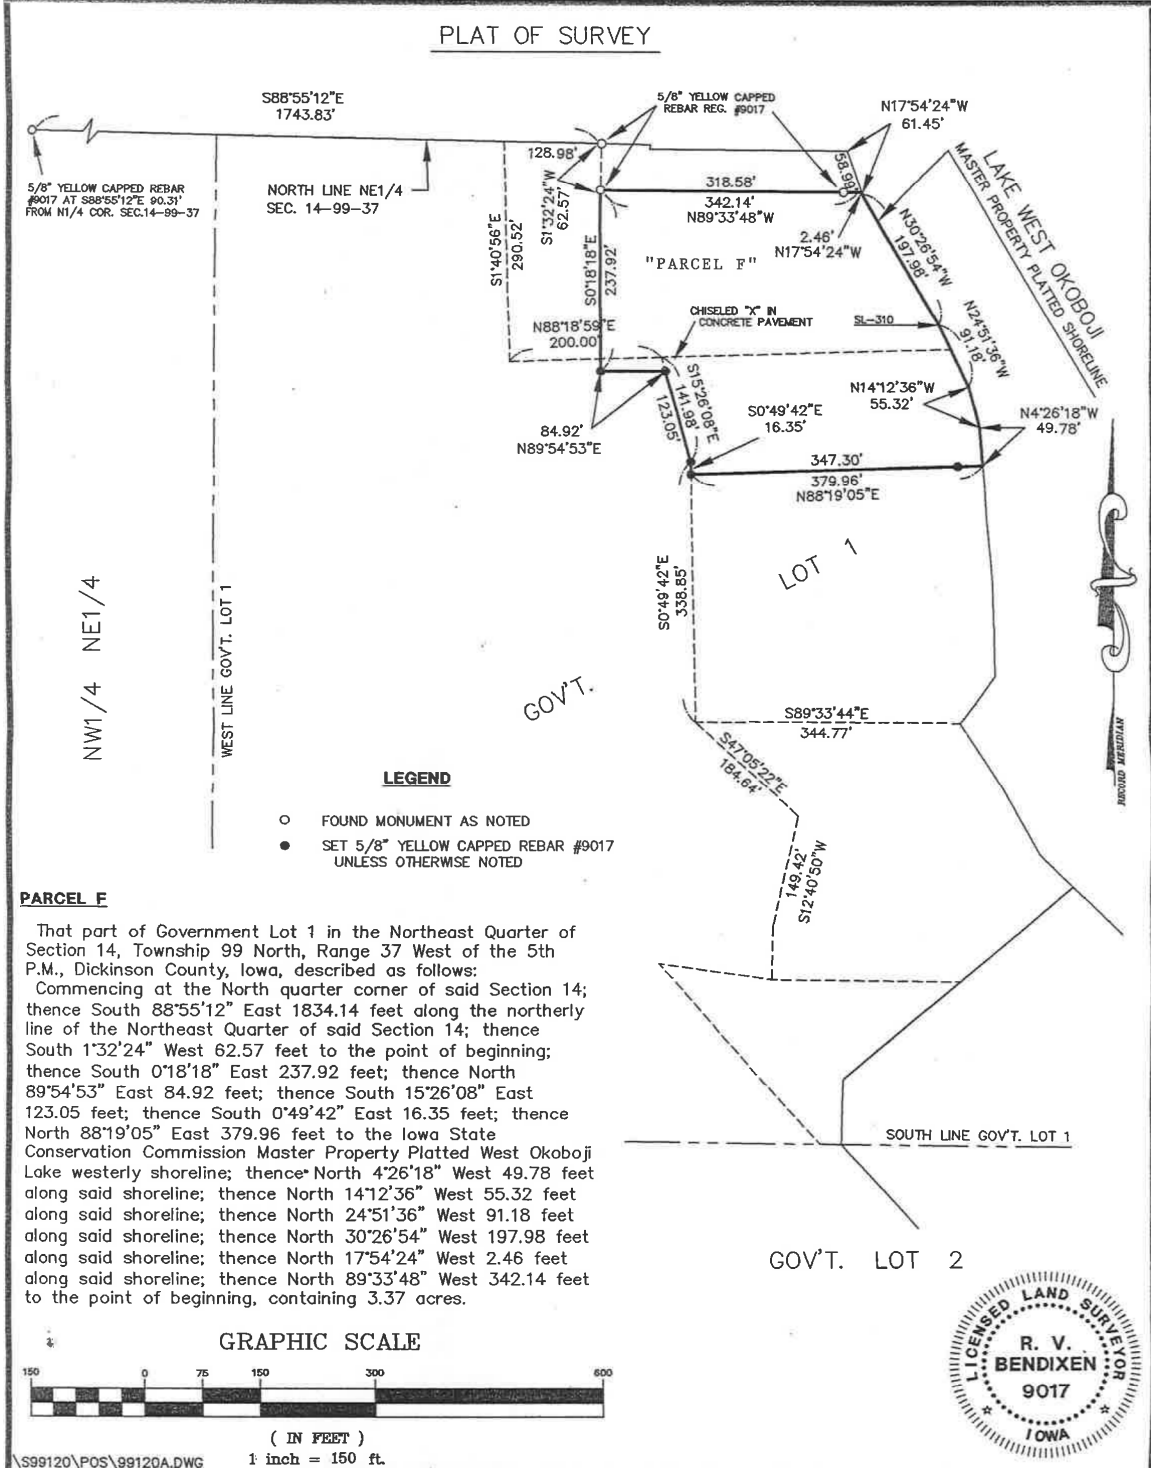 PLAT OF SURVEY
S88°55'12"E
1743.83'
5/8" YELLOW CAPPED
REBAR REG. #9017
N17°54'24"W
61.45'
128.98'
58.99'
5/8" YELLOW CAPPED REBAR
#9017 AT S88°55'12"E 90.31'
FROM N1/4 COR. SEC.14-99-37
NORTH LINE NE1/4
SEC. 14-99-37
S1°32'24"W
62.57'
318.58'
342.14'
N89°33'48"W
LAKE WEST OKOBOJI
MASTER PROPERTY PLATTED SHORELINE
S1°40'56"E
290.52'
S0°18'18"E
237.92'
2.46'
N17°54'24"W
N30°26'54"W
197.98'
"PARCEL F"
N88°18'59"E
200.00'
CHISELED "X" IN
CONCRETE PAVEMENT
SL-310
N24°51'36"W
91.18'
S15°26'08"E
141.98'
123.05'
N14°12'36"W
55.32'
S0°49'42"E
16.35'
N4°26'18"W
49.78'
84.92'
N89°54'53"E
347.30'
379.96'
N88°19'05"E
LOT 1
S0°49'42"E
338.85'
NW1/4 NE1/4
WEST LINE GOV'T. LOT 1
GOV'T.
S89°33'44"E
344.77'
S47°05'22"E
184.64'
RECORD MERIDIAN
LEGEND
FOUND MONUMENT AS NOTED
SET 5/8" YELLOW CAPPED REBAR #9017
UNLESS OTHERWISE NOTED
149.42'
S12°40'50"W
PARCEL F
That part of Government Lot 1 in the Northeast Quarter of
Section 14, Township 99 North, Range 37 West of the 5th
P.M., Dickinson County, Iowa, described as follows:
Commencing at the North quarter corner of said Section 14;
thence South 88°55'12" East 1834.14 feet along the northerly
line of the Northeast Quarter of said Section 14; thence
South 1°32'24" West 62.57 feet to the point of beginning;
thence South 0°18'18" East 237.92 feet; thence North
89°54'53" East 84.92 feet; thence South 15°26'08" East
123.05 feet; thence South 0°49'42" East 16.35 feet; thence
North 88°19'05" East 379.96 feet to the Iowa State
Conservation Commission Master Property Platted West Okoboji
Lake westerly shoreline; thence North 4°26'18" West 49.78 feet
along said shoreline; thence North 14°12'36" West 55.32 feet
along said shoreline; thence North 24°51'36" West 91.18 feet
along said shoreline; thence North 30°26'54" West 197.98 feet
along said shoreline; thence North 17°54'24" West 2.46 feet
along said shoreline; thence North 89°33'48" West 342.14 feet
to the point of beginning, containing 3.37 acres.
SOUTH LINE GOV'T. LOT 1
GOV'T. LOT 2
GRAPHIC SCALE
150 0 75 150 300 600
( IN FEET )
1 inch = 150 ft.
LICENSED LAND SURVEYOR
R. V.
BENDIXEN
9017
IOWA
\S99120\POS\99120A.DWG